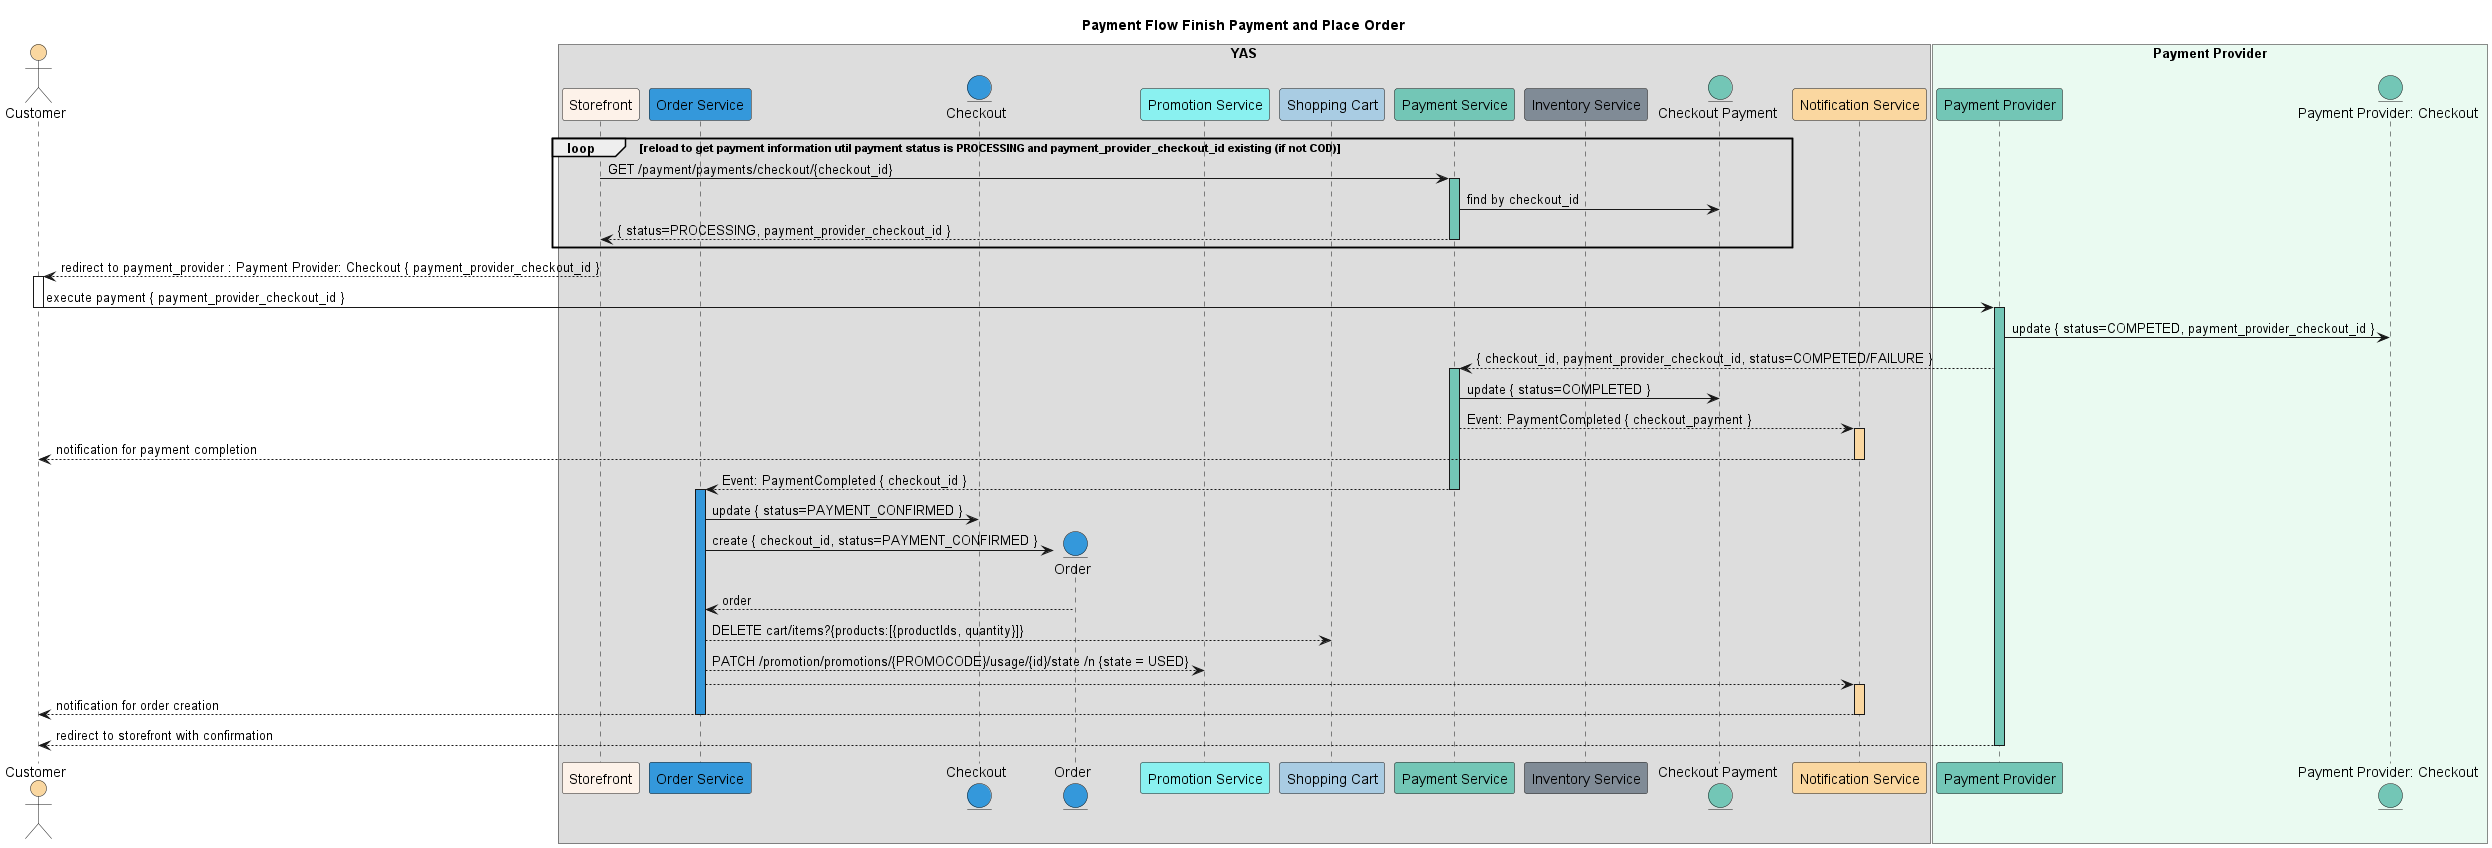 Payment Flow Finish Payment and Place Order
YAS
Payment Provider
Customer
Storefront
Order Service
Checkout
Promotion Service
Shopping Cart
Payment Service
Inventory Service
Checkout Payment
Notification Service
Payment Provider
Payment Provider: Checkout
loop
[reload to get payment information util payment status is PROCESSING and payment_provider_checkout_id existing (if not COD)]
GET /payment/payments/checkout/{checkout_id}
find by checkout_id
{ status=PROCESSING, payment_provider_checkout_id }
redirect to payment_provider : Payment Provider: Checkout { payment_provider_checkout_id }
execute payment { payment_provider_checkout_id }
update { status=COMPETED, payment_provider_checkout_id }
{ checkout_id, payment_provider_checkout_id, status=COMPETED/FAILURE }
update { status=COMPLETED }
Event: PaymentCompleted { checkout_payment }
notification for payment completion
Event: PaymentCompleted { checkout_id }
update { status=PAYMENT_CONFIRMED }
create { checkout_id, status=PAYMENT_CONFIRMED }
Order
order
DELETE cart/items?{products:[{productIds, quantity}]}
PATCH /promotion/promotions/{PROMOCODE}/usage/{id}/state /n {state = USED}
notification for order creation
redirect to storefront with confirmation
Customer
Storefront
Order Service
Checkout
Order
Promotion Service
Shopping Cart
Payment Service
Inventory Service
Checkout Payment
Notification Service
Payment Provider
Payment Provider: Checkout